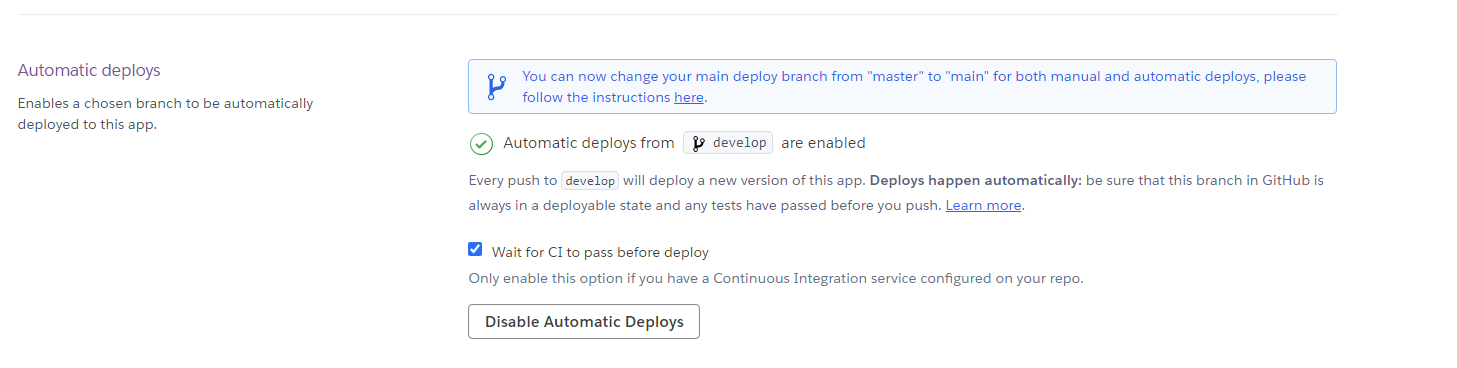 Automatic deploys
Enables a chosen branch to be automatically
deployed to this app.
You can now change your main deploy branch from "master" to "main" for both manual and automatic deploys, please
follow the instructions here.
Automatic deploys from develop are enabled
Every push to develop will deploy a new version of this app. Deploys happen automatically: be sure that this branch in GitHub is
always in a deployable state and any tests have passed before you push. Learn more.
Wait for CI to pass before deploy
Only enable this option if you have a Continuous Integration service configured on your repo.
Disable Automatic Deploys